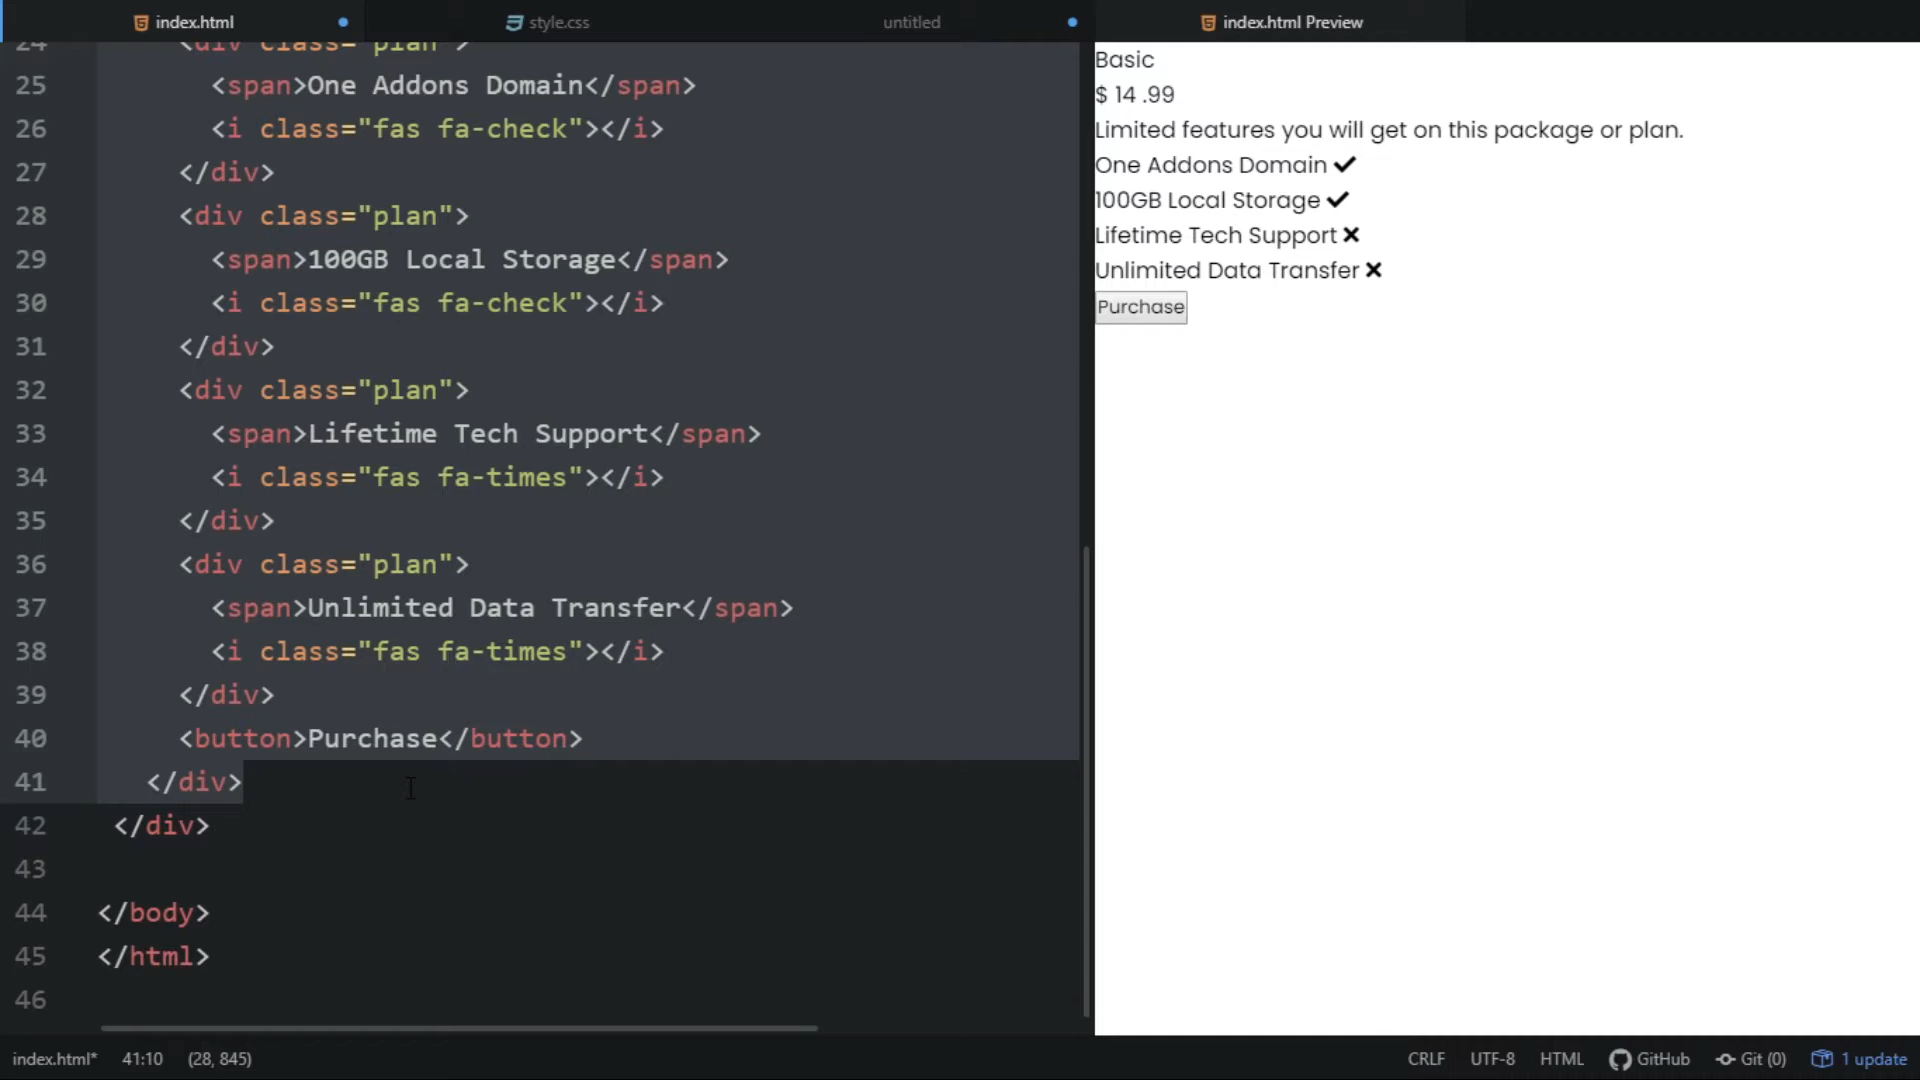 index.html
style.css
untitled
index.html Preview
24 <div class="plan">
25 <span>One Addons Domain</span>
26 <i class="fas fa-check"></i>
27 </div>
28 <div class="plan">
29 <span>100GB Local Storage</span>
30 <i class="fas fa-check"></i>
31 </div>
32 <div class="plan">
33 <span>Lifetime Tech Support</span>
34 <i class="fas fa-times"></i>
35 </div>
36 <div class="plan">
37 <span>Unlimited Data Transfer</span>
38 <i class="fas fa-times"></i>
39 </div>
40 <button>Purchase</button>
41 </div>
42 </div>
43
44 </body>
45 </html>
46
Basic
$ 14 .99
Limited features you will get on this package or plan.
One Addons Domain ✔
100GB Local Storage ✔
Lifetime Tech Support ✖
Unlimited Data Transfer ✖
Purchase
index.html* 41:10 (28, 845)
CRLF UTF-8 HTML GitHub Git (0) 1 update